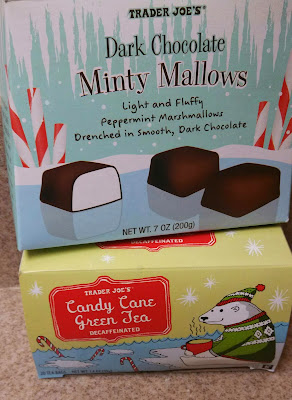 TRADER JOE'S®
Dark Chocolate
Minty Mallows
Light and Fluffy
Peppermint Marshmallows
Drenched in Smooth, Dark Chocolate
NET WT. 7 OZ (200g)
DECAFFEINATED
TRADER JOE'S
Candy Cane
Green Tea
DECAFFEINATED